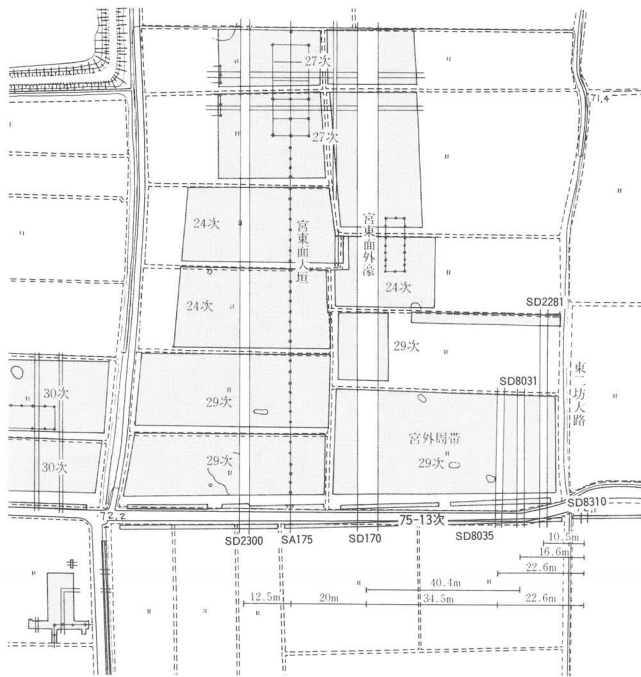 27次
71.4
27次
24次
宮東面大垣
宮東面外濠
24次
24次
SD2281
29次
東二坊大路
SD8031
30次
29次
宮外周帯
29次
30次
29次
SD8310
72.2
75-13次
SD2300
SA175
SD170
SD8035
10.5m
16.6m
22.6m
40.4m
12.5m
20m
34.5m
22.6m